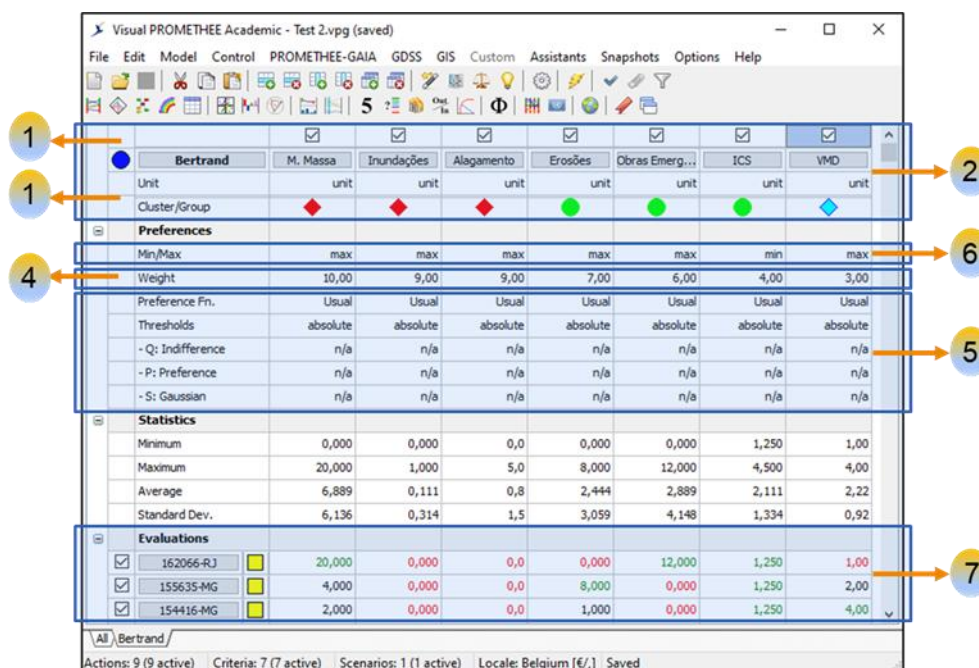 Visual PROMETHEE Academic - Test 2.vpg (saved)
File Edit Model Control PROMETHEE-GAIA GDSS GIS Custom Assistants Snapshots Options Help
5 Out In Φ
1
Bertrand M. Massa Inundações Alagamento Erosões Obras Emerg... ICS VMD
2
1
Unit unit unit unit unit unit unit unit
Cluster/Group
Preferences
Min/Max max max max max max min max
6
4
Weight 10,00 9,00 9,00 7,00 6,00 4,00 3,00
Preference Fn. Usual Usual Usual Usual Usual Usual Usual
Thresholds absolute absolute absolute absolute absolute absolute absolute
- Q: Indifference n/a n/a n/a n/a n/a n/a n/a
5
- P: Preference n/a n/a n/a n/a n/a n/a n/a
- S: Gaussian n/a n/a n/a n/a n/a n/a n/a
Statistics
Minimum 0,000 0,000 0,0 0,000 0,000 1,250 1,00
Maximum 20,000 1,000 5,0 8,000 12,000 4,500 4,00
Average 6,889 0,111 0,8 2,444 2,889 2,111 2,22
Standard Dev. 6,136 0,314 1,5 3,059 4,148 1,334 0,92
Evaluations
162066-RJ 20,000 0,000 0,0 0,000 12,000 1,250 1,00
7
155635-MG 4,000 0,000 0,0 8,000 0,000 1,250 2,00
154416-MG 2,000 0,000 0,0 1,000 0,000 1,250 4,00
All Bertrand
Actions: 9 (9 active) Criteria: 7 (7 active) Scenarios: 1 (1 active) Locale: Belgium [€/,] Saved